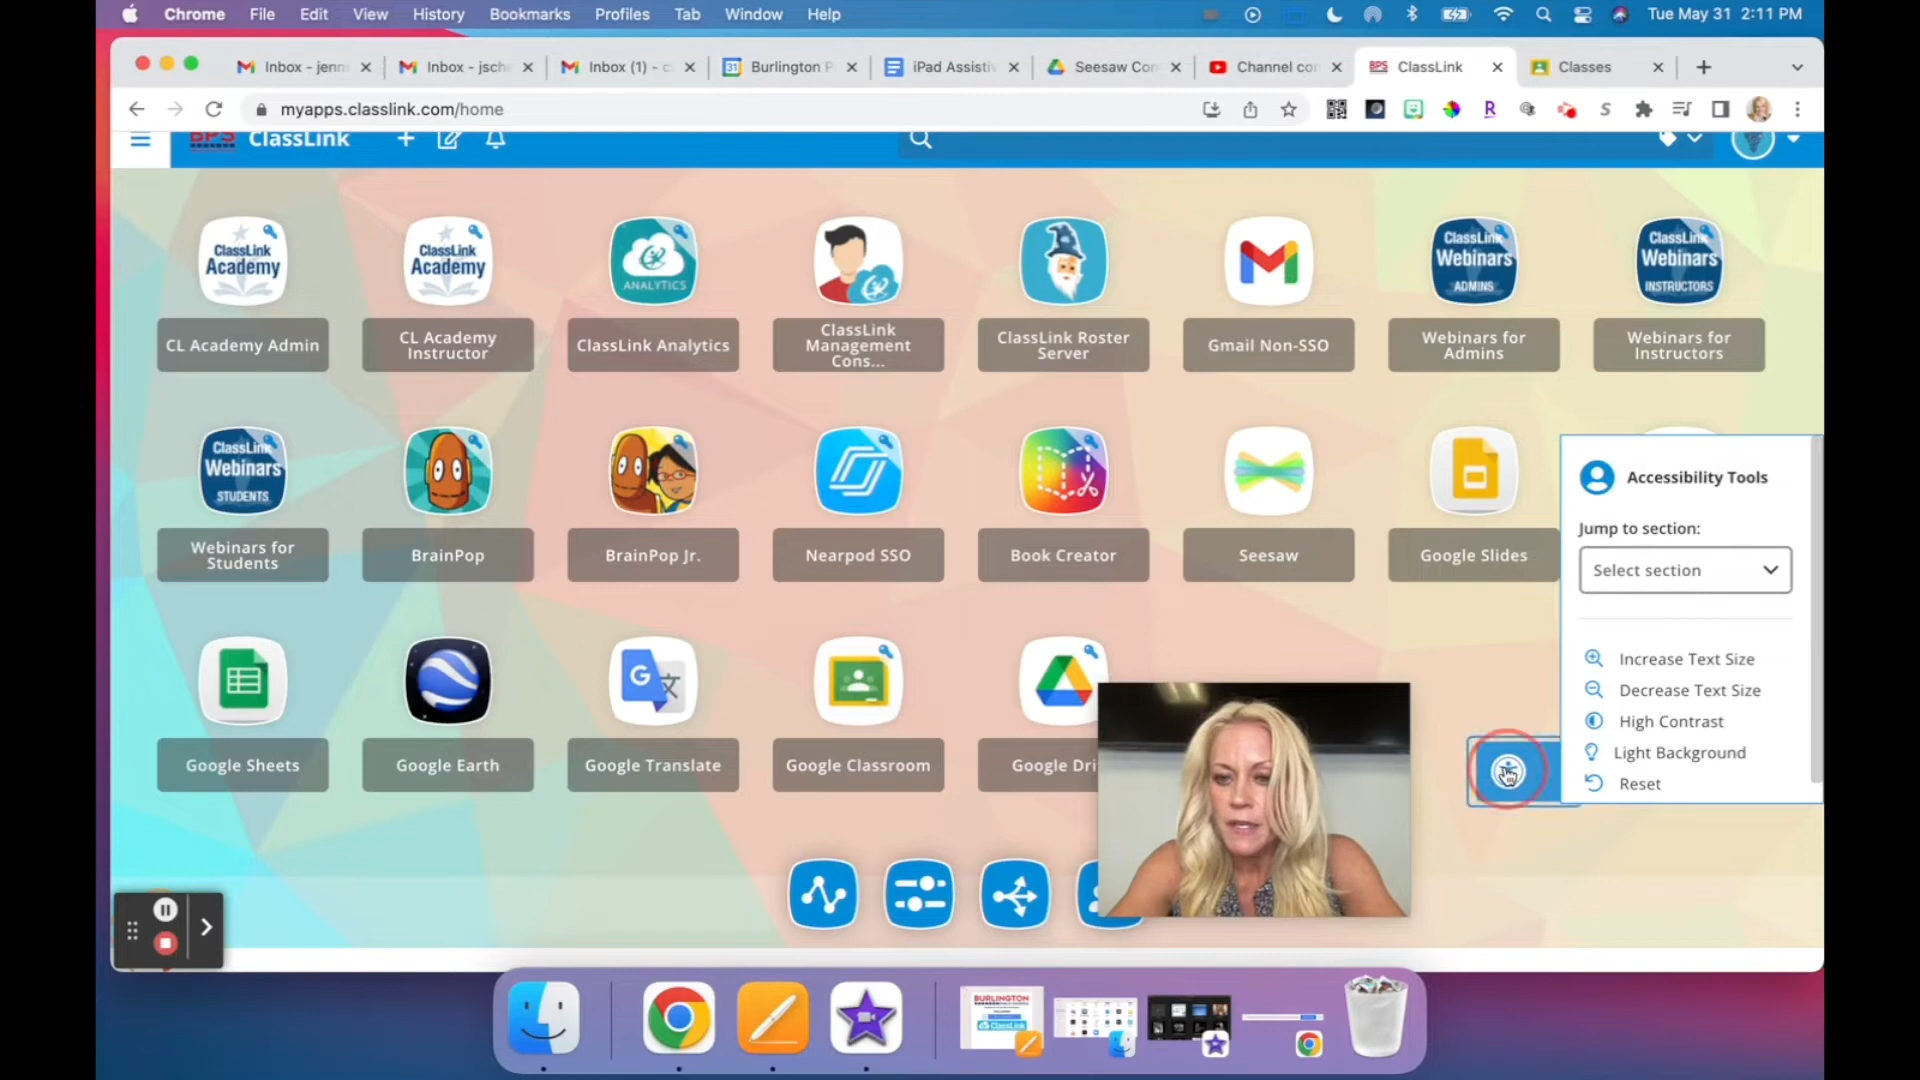 Chrome File Edit View History Bookmarks Profiles Tab Window Help Tue May 31 2:11 PM
Inbox - jenn Inbox - jsche Inbox (1) - c 31 Burlington P iPad Assisti Seesaw Con Channel con BPS ClassLink Classes
myapps.classlink.com/home
BPS ClassLink
ClassLink Academy
ClassLink Academy
ANALYTICS
ClassLink Webinars ADMINS
ClassLink Webinars INSTRUCTORS
CL Academy Admin
CL Academy
Instructor
ClassLink Analytics
ClassLink
Management
Cons...
ClassLink Roster
Server
Gmail Non-SSO
Webinars for
Admins
Webinars for
Instructors
ClassLink Webinars STUDENTS
Webinars for
Students
BrainPop
BrainPop Jr.
Nearpod SSO
Book Creator
Seesaw
Google Slides
Accessibility Tools
Jump to section:
Select section
Increase Text Size
Decrease Text Size
High Contrast
Light Background
Reset
G
Google Sheets
Google Earth
Google Translate
Google Classroom
Google Dri
BURLINGTON
ClassLink